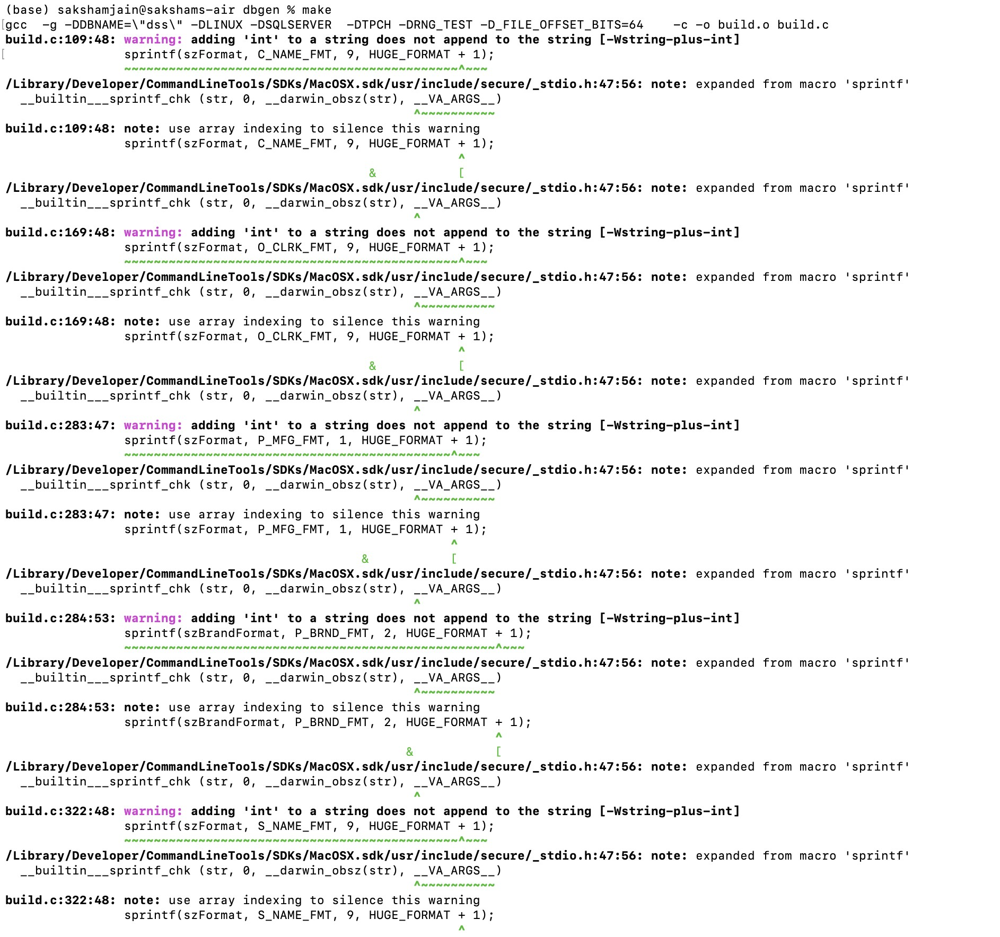 (base) sakshamjain@sakshams-air dbgen % make
[gcc  -g -DDBNAME=\"dss\" -DLINUX -DSQLSERVER  -DTPCH -DRNG_TEST -D_FILE_OFFSET_BITS=64    -c -o build.o build.c
build.c:109:48: warning: adding 'int' to a string does not append to the string [-Wstring-plus-int]
[                sprintf(szFormat, C_NAME_FMT, 9, HUGE_FORMAT + 1);
                ~~~~~~~~~~~~~~~~~~~~~~~~~~~~~~~~~~~~~~~~~~~~~^~~~
/Library/Developer/CommandLineTools/SDKs/MacOSX.sdk/usr/include/secure/_stdio.h:47:56: note: expanded from macro 'sprintf'
  __builtin___sprintf_chk (str, 0, __darwin_obsz(str), __VA_ARGS__)
                                                       ^~~~~~~~~~~
build.c:109:48: note: use array indexing to silence this warning
                sprintf(szFormat, C_NAME_FMT, 9, HUGE_FORMAT + 1);
                                                             ^
                                                 &           [
/Library/Developer/CommandLineTools/SDKs/MacOSX.sdk/usr/include/secure/_stdio.h:47:56: note: expanded from macro 'sprintf'
  __builtin___sprintf_chk (str, 0, __darwin_obsz(str), __VA_ARGS__)
                                                       ^
build.c:169:48: warning: adding 'int' to a string does not append to the string [-Wstring-plus-int]
                sprintf(szFormat, O_CLRK_FMT, 9, HUGE_FORMAT + 1);
                ~~~~~~~~~~~~~~~~~~~~~~~~~~~~~~~~~~~~~~~~~~~~~^~~~
/Library/Developer/CommandLineTools/SDKs/MacOSX.sdk/usr/include/secure/_stdio.h:47:56: note: expanded from macro 'sprintf'
  __builtin___sprintf_chk (str, 0, __darwin_obsz(str), __VA_ARGS__)
                                                       ^~~~~~~~~~~
build.c:169:48: note: use array indexing to silence this warning
                sprintf(szFormat, O_CLRK_FMT, 9, HUGE_FORMAT + 1);
                                                             ^
                                                 &           [
/Library/Developer/CommandLineTools/SDKs/MacOSX.sdk/usr/include/secure/_stdio.h:47:56: note: expanded from macro 'sprintf'
  __builtin___sprintf_chk (str, 0, __darwin_obsz(str), __VA_ARGS__)
                                                       ^
build.c:283:47: warning: adding 'int' to a string does not append to the string [-Wstring-plus-int]
                sprintf(szFormat, P_MFG_FMT, 1, HUGE_FORMAT + 1);
                ~~~~~~~~~~~~~~~~~~~~~~~~~~~~~~~~~~~~~~~~~~~~^~~~
/Library/Developer/CommandLineTools/SDKs/MacOSX.sdk/usr/include/secure/_stdio.h:47:56: note: expanded from macro 'sprintf'
  __builtin___sprintf_chk (str, 0, __darwin_obsz(str), __VA_ARGS__)
                                                       ^~~~~~~~~~~
build.c:283:47: note: use array indexing to silence this warning
                sprintf(szFormat, P_MFG_FMT, 1, HUGE_FORMAT + 1);
                                                            ^
                                                &           [
/Library/Developer/CommandLineTools/SDKs/MacOSX.sdk/usr/include/secure/_stdio.h:47:56: note: expanded from macro 'sprintf'
  __builtin___sprintf_chk (str, 0, __darwin_obsz(str), __VA_ARGS__)
                                                       ^
build.c:284:53: warning: adding 'int' to a string does not append to the string [-Wstring-plus-int]
                sprintf(szBrandFormat, P_BRND_FMT, 2, HUGE_FORMAT + 1);
                ~~~~~~~~~~~~~~~~~~~~~~~~~~~~~~~~~~~~~~~~~~~~~~~~~~^~~~
/Library/Developer/CommandLineTools/SDKs/MacOSX.sdk/usr/include/secure/_stdio.h:47:56: note: expanded from macro 'sprintf'
  __builtin___sprintf_chk (str, 0, __darwin_obsz(str), __VA_ARGS__)
                                                       ^~~~~~~~~~~
build.c:284:53: note: use array indexing to silence this warning
                sprintf(szBrandFormat, P_BRND_FMT, 2, HUGE_FORMAT + 1);
                                                                  ^
                                                      &           [
/Library/Developer/CommandLineTools/SDKs/MacOSX.sdk/usr/include/secure/_stdio.h:47:56: note: expanded from macro 'sprintf'
  __builtin___sprintf_chk (str, 0, __darwin_obsz(str), __VA_ARGS__)
                                                       ^
build.c:322:48: warning: adding 'int' to a string does not append to the string [-Wstring-plus-int]
                sprintf(szFormat, S_NAME_FMT, 9, HUGE_FORMAT + 1);
                ~~~~~~~~~~~~~~~~~~~~~~~~~~~~~~~~~~~~~~~~~~~~~^~~~
/Library/Developer/CommandLineTools/SDKs/MacOSX.sdk/usr/include/secure/_stdio.h:47:56: note: expanded from macro 'sprintf'
  __builtin___sprintf_chk (str, 0, __darwin_obsz(str), __VA_ARGS__)
                                                       ^~~~~~~~~~~
build.c:322:48: note: use array indexing to silence this warning
                sprintf(szFormat, S_NAME_FMT, 9, HUGE_FORMAT + 1);
                                                             ^